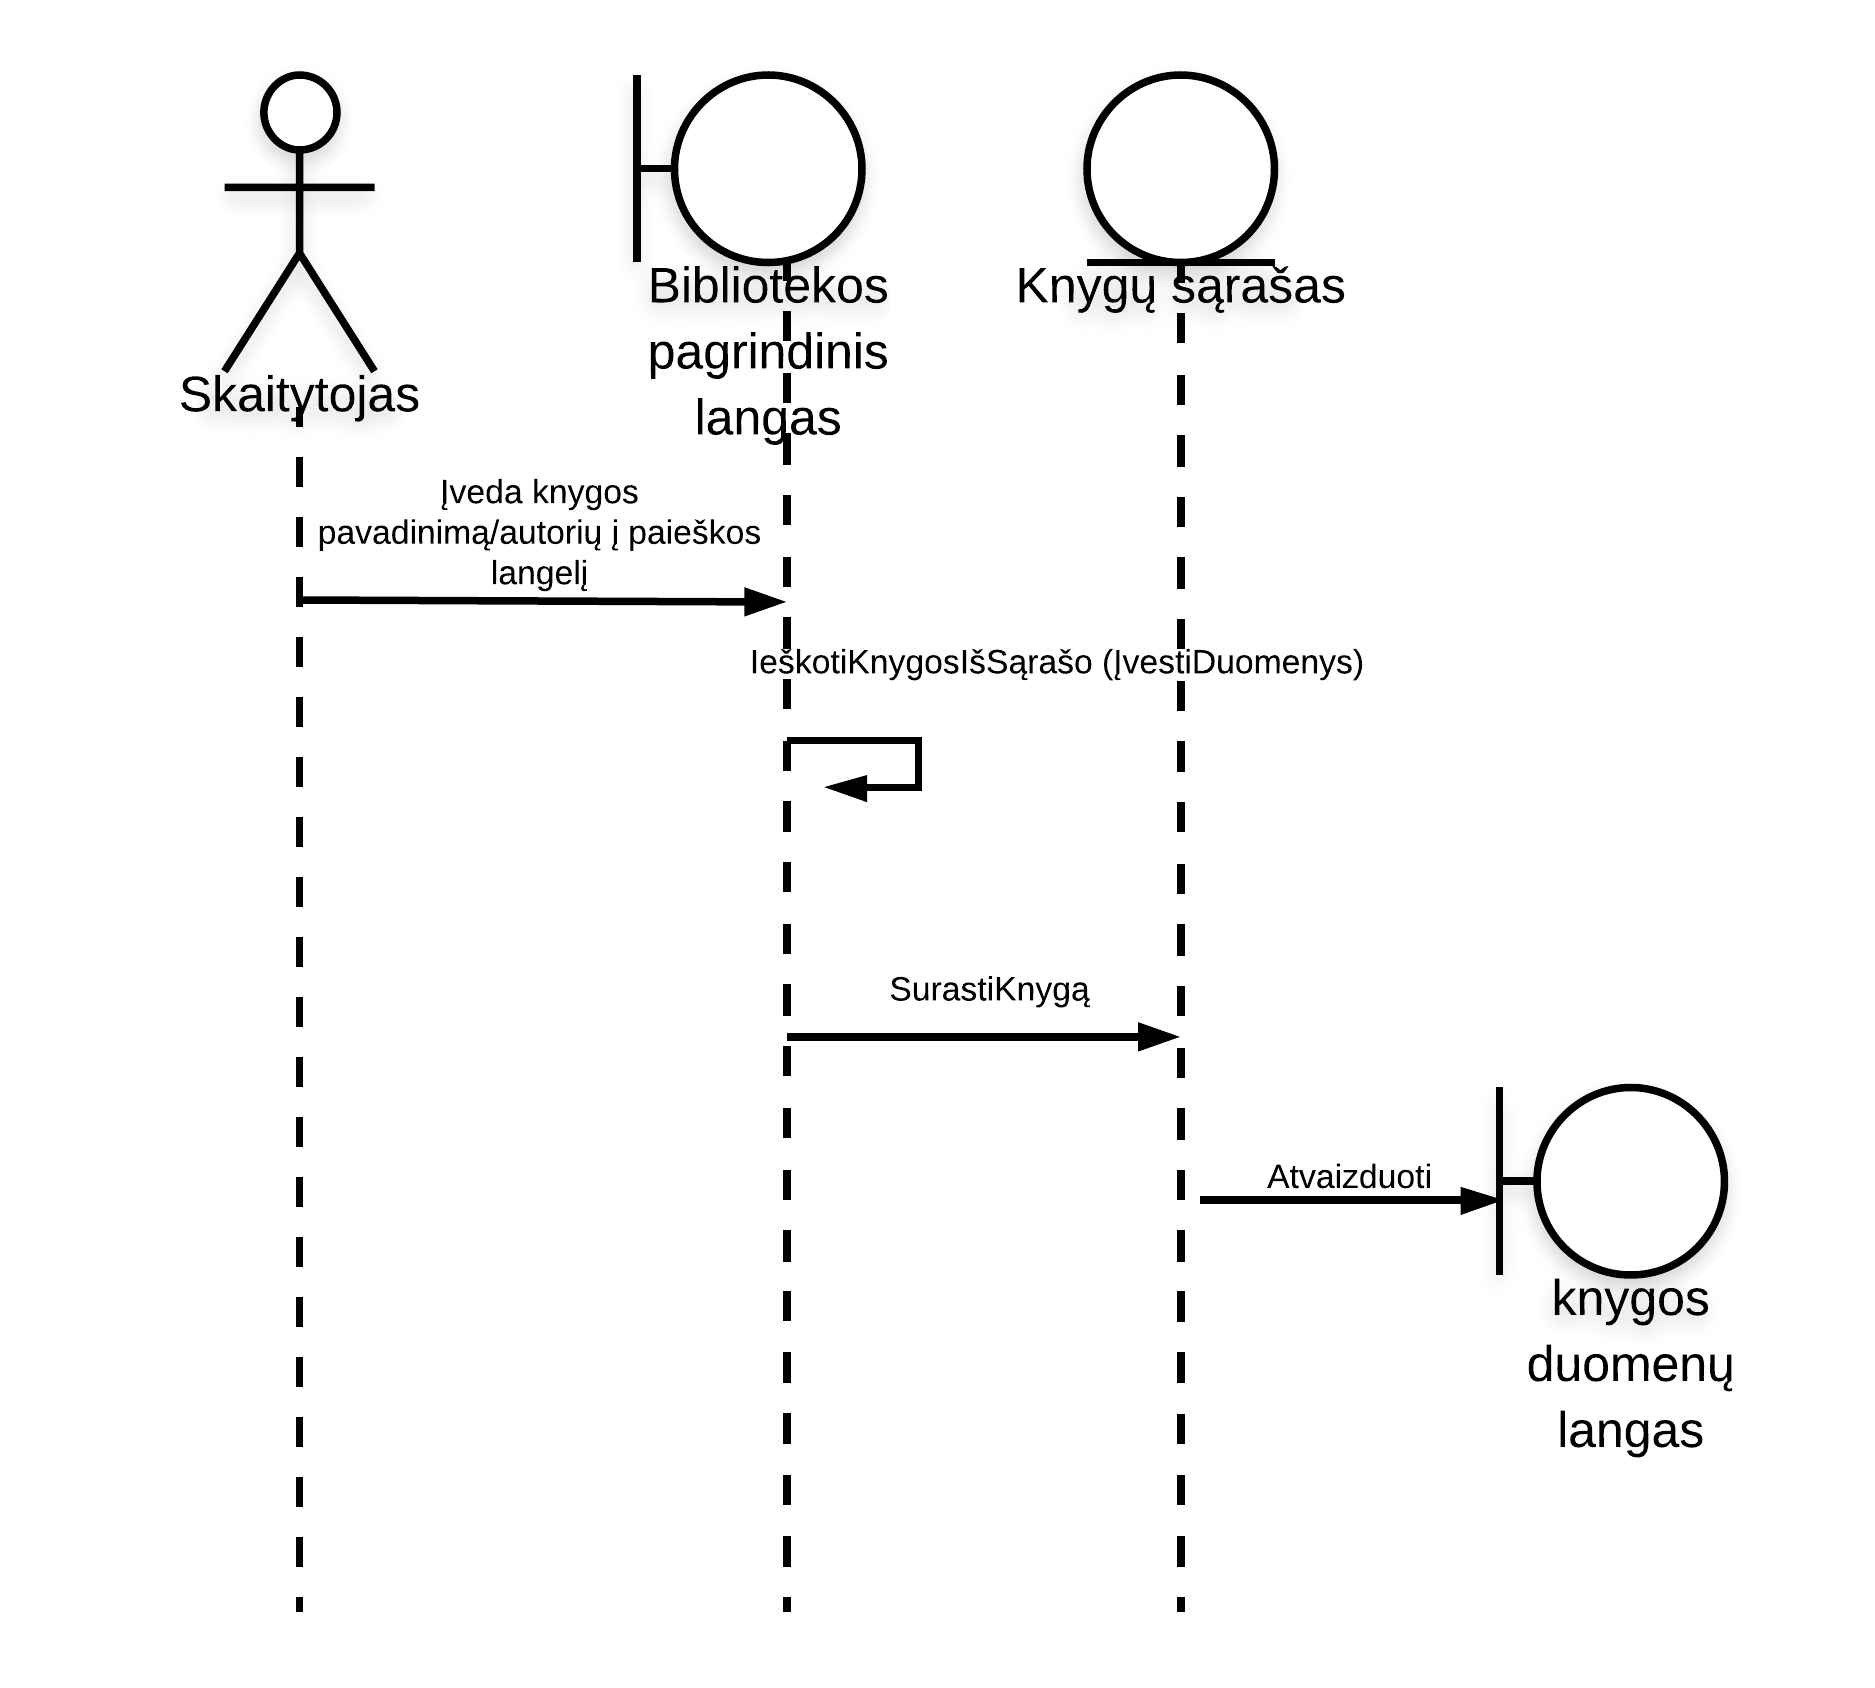 Skaitytojas
Bibliotekos
pagrindinis
langas
Knygų sąrašas
Įveda knygos
pavadinimą/autorių į paieškos
langelį
IeškotiKnygosIšSąrašo (ĮvestiDuomenys)
SurastiKnygą
Atvaizduoti
knygos
duomenų
langas